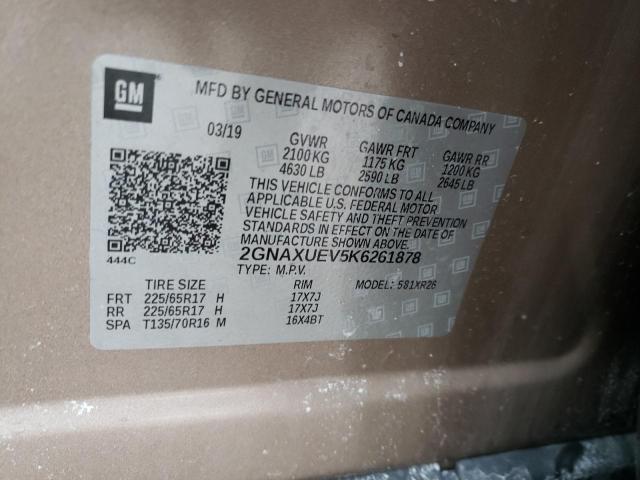 GM
MFD BY GENERAL MOTORS OF CANADA COMPANY
03/19
GVWR GAWR FRT GAWR RR
2100 KG 1175 KG 1200 KG
4630 LB 2590 LB 2645 LB
THIS VEHICLE CONFORMS TO ALL
APPLICABLE U.S. FEDERAL MOTOR
VEHICLE SAFETY AND THEFT PREVENTION
STANDARDS IN EFFECT ON THE DATE OF
MANUFACTURE SHOWN ABOVE.
444C
2GNAXUEV5K6261878
TYPE: M.P.V. MODEL: 581XR26
TIRE SIZE RIM
FRT 225/65R17 H 17X7J
RR 225/65R17 H 17X7J
SPA T135/70R16 M 16X4BT